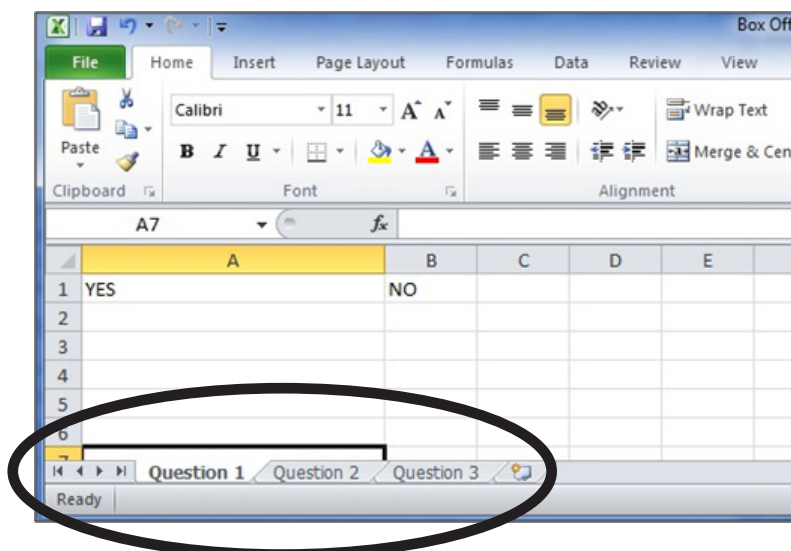 Box Off
File Home Insert Page Layout Formulas Data Review View
Calibri 11 A A Wrap Text
Paste B I U A Merge & Cen
Clipboard Font Alignment
A7 fx
A B C D E
1 YES NO
2
3
4
5
6
7
Question 1 Question 2 Question 3
Ready